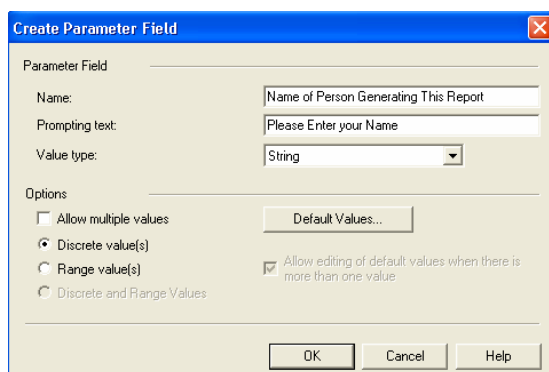 Create Parameter Field
Parameter Field
Name: Name of Person Generating This Report
Prompting text: Please Enter your Name
Value type: String
Options
Allow multiple values Default Values...
Discrete value(s)
Range value(s) Allow editing of default values when there is
more than one value
Discrete and Range Values
OK Cancel Help